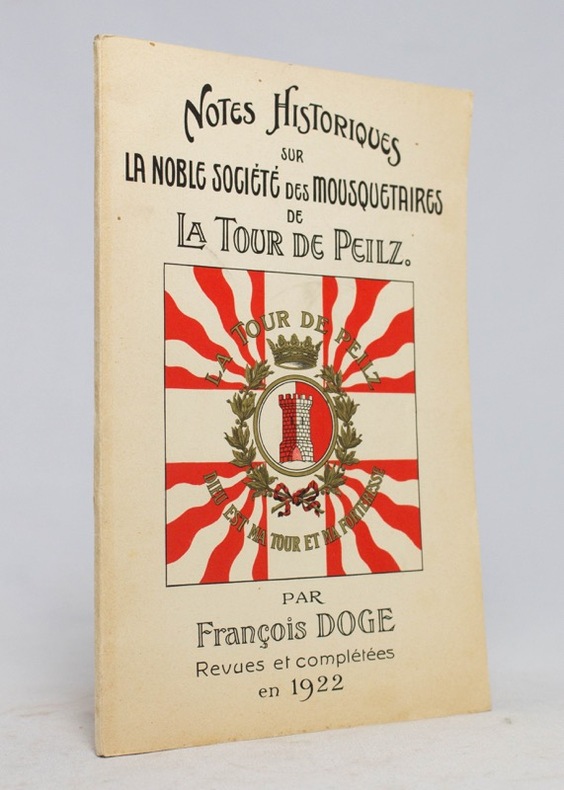 Notes Historiques
sur
La Noble Société des Mousquetaires
de
La Tour de Peilz.
La Tour de Peilz
Dieu est ma tour et ma forteresse
par
François DOGE
Revues et complétées
en 1922